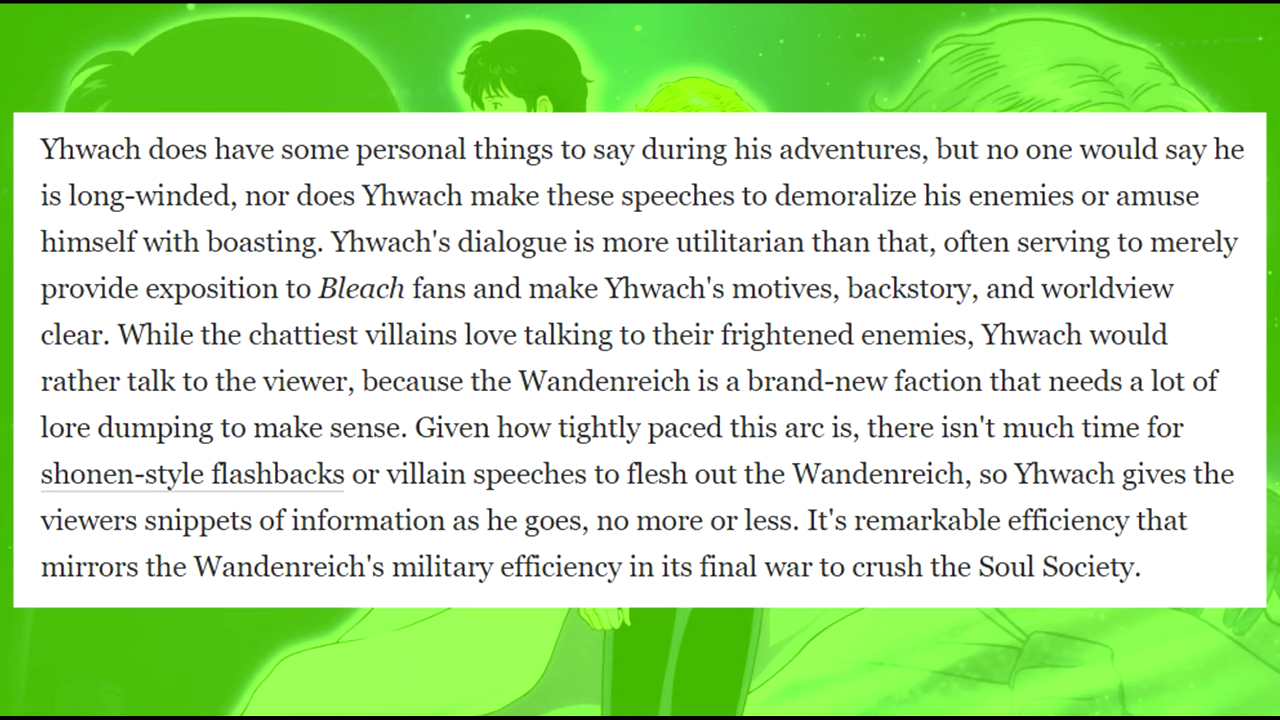 Yhwach does have some personal things to say during his adventures, but no one would say he
is long-winded, nor does Yhwach make these speeches to demoralize his enemies or amuse
himself with boasting. Yhwach's dialogue is more utilitarian than that, often serving to merely
provide exposition to Bleach fans and make Yhwach's motives, backstory, and worldview
clear. While the chattiest villains love talking to their frightened enemies, Yhwach would
rather talk to the viewer, because the Wandenreich is a brand-new faction that needs a lot of
lore dumping to make sense. Given how tightly paced this arc is, there isn't much time for
shonen-style flashbacks or villain speeches to flesh out the Wandenreich, so Yhwach gives the
viewers snippets of information as he goes, no more or less. It's remarkable efficiency that
mirrors the Wandenreich's military efficiency in its final war to crush the Soul Society.